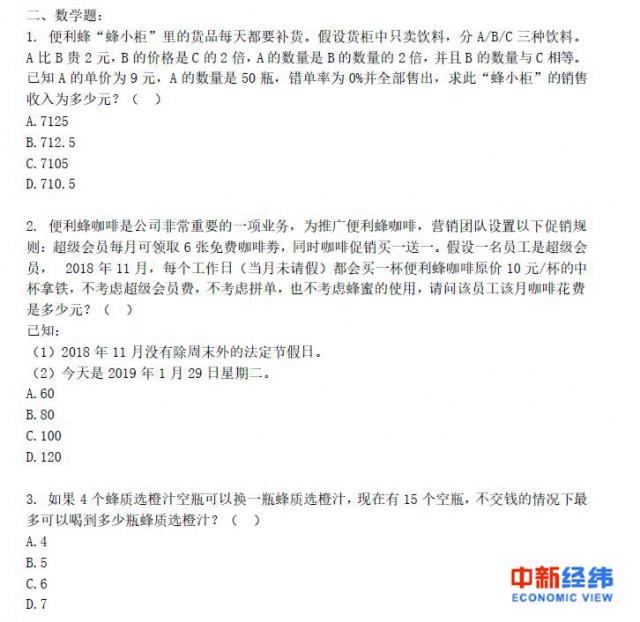 二、数学题:
1. 便利蜂“蜂小柜”里的货品每天都要补货。假设货柜中只卖饮料，分 A/B/C 三种饮料。
A 比 B 贵 2 元，B 的价格是 C 的 2 倍，A 的数量是 B 的数量的 2 倍，并且 B 的数量与 C 相等。
已知 A 的单价为 9 元，A 的数量是 50 瓶，错单率为 0%并全部售出，求此“蜂小柜”的销售
收入为多少元？（　）
A.7125
B.712.5
C.7105
D.710.5
2. 便利蜂咖啡是公司非常重要的一项业务，为推广便利蜂咖啡，营销团队设置以下促销规
则：超级会员每月可领取 6 张免费咖啡券，同时咖啡促销买一送一。假设一名员工是超级会
员， 2018 年 11 月，每个工作日（当月未请假）都会买一杯便利蜂咖啡原价 10 元/杯的中
杯拿铁，不考虑超级会员费，不考虑拼单，也不考虑蜂蜜的使用，请问该员工该月咖啡花费
是多少元？（　）
已知:
（1）2018 年 11 月没有除周末外的法定节假日。
（2）今天是 2019 年 1 月 29 日星期二。
A.60
B.80
C.100
D.120
3. 如果 4 个蜂质选橙汁空瓶可以换一瓶蜂质选橙汁，现在有 15 个空瓶，不交钱的情况下最
多可以喝到多少瓶蜂质选橙汁？（　）
A.4
B.5
C.6
D.7
中新经纬
ECONOMIC VIEW